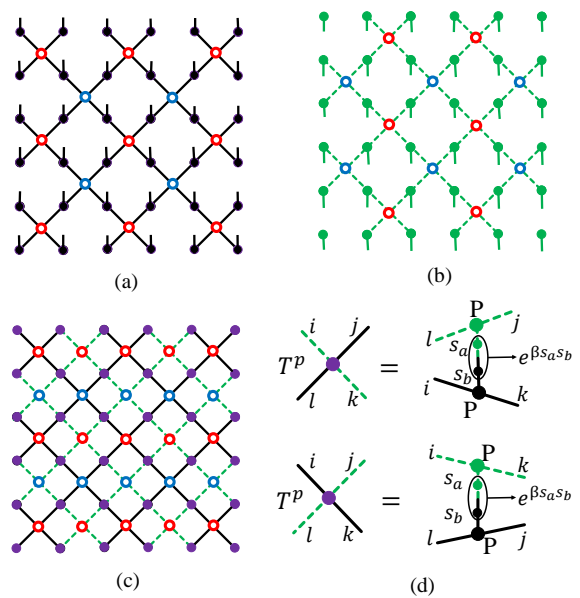 (a)
(b)
(c)
i j
T^p =
l k
P
l j
s_a
e^{βs_a s_b}
s_b
i k
P
i j
T^p =
l k
i P k
s_a
e^{βs_a s_b}
s_b
l P j
(d)